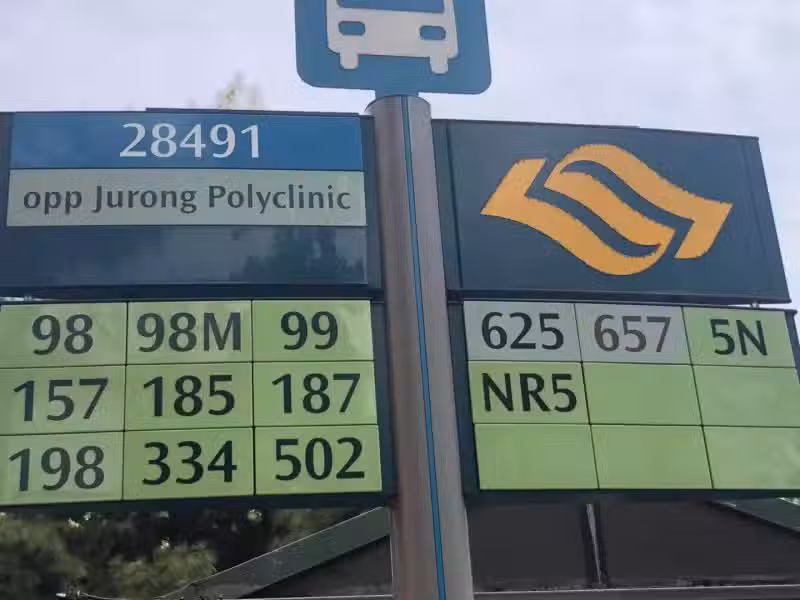 28491
opp Jurong Polyclinic
98 98M 99
157 185 187
198 334 502
625 657 5N
NR5